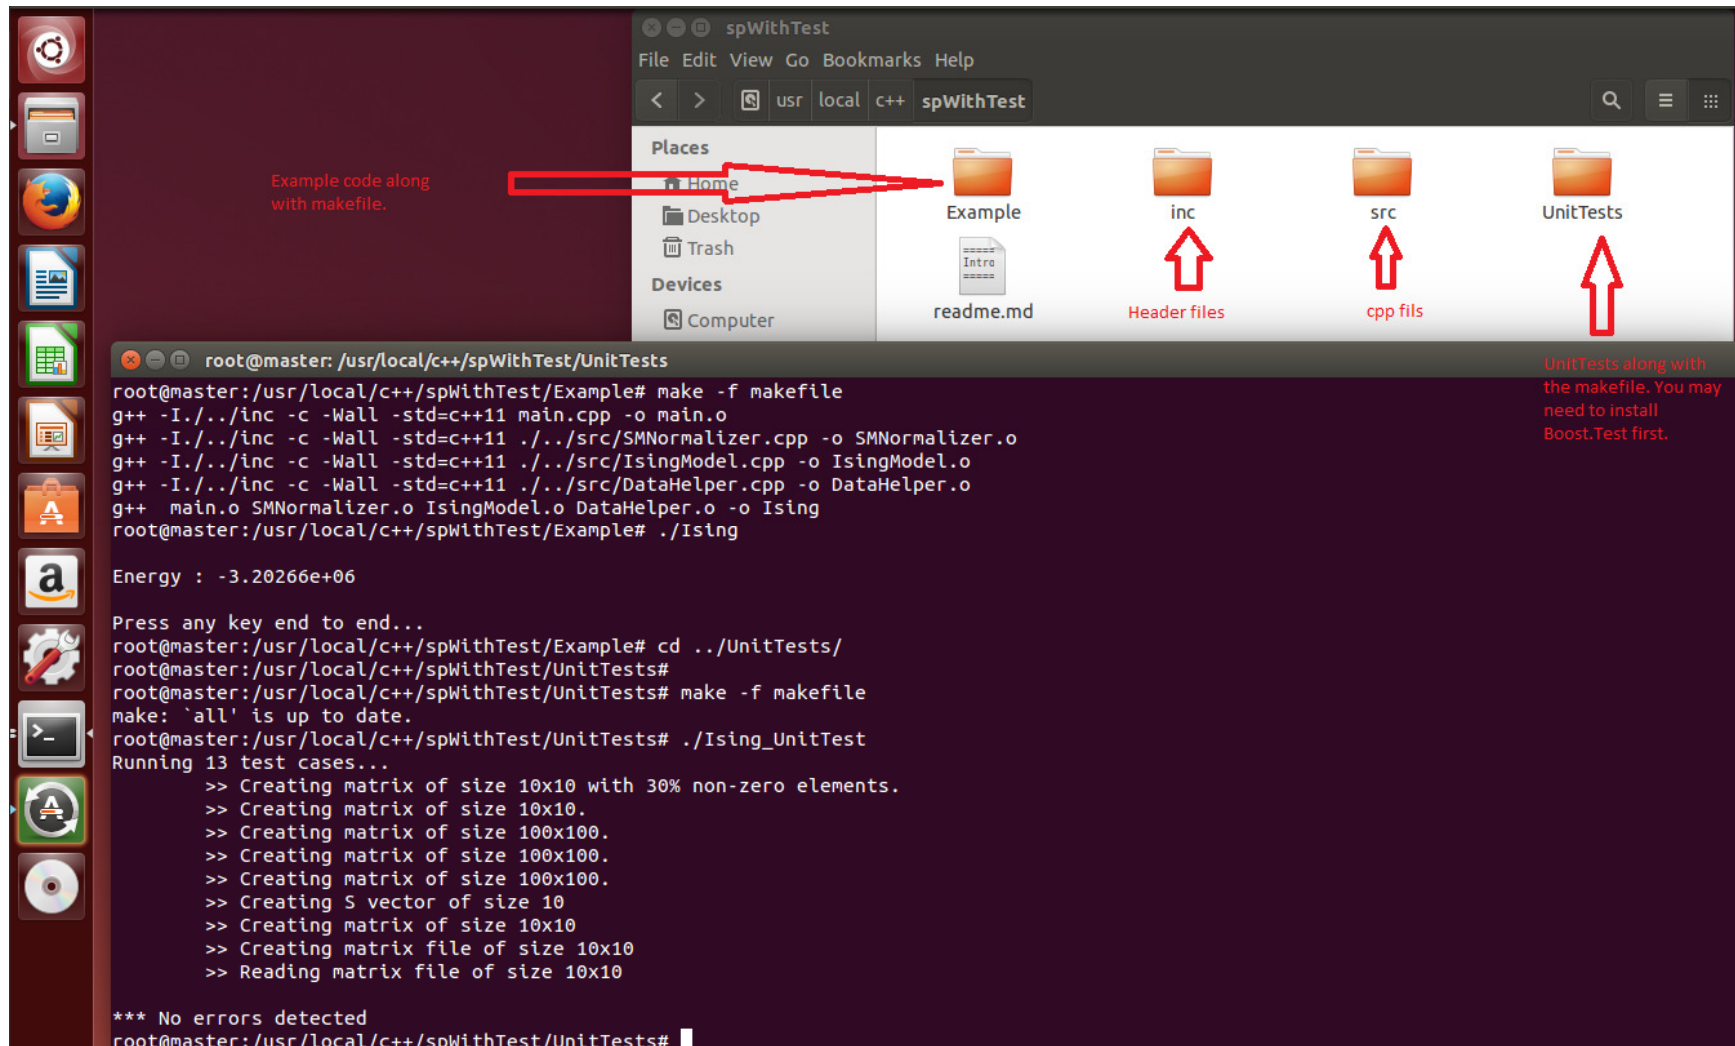 spWithTest
File Edit View Go Bookmarks Help
usr local c++ spWithTest
Places
Home
Desktop
Trash
Devices
Computer
Example code along
with makefile.
Example
inc
src
UnitTests
=====
Intro
=====
readme.md
Header files
cpp fils
UnitTests along with
the makefile. You may
need to install
Boost.Test first.
root@master: /usr/local/c++/spWithTest/UnitTests
root@master:/usr/local/c++/spWithTest/Example# make -f makefile
g++ -I./../inc -c -Wall -std=c++11 main.cpp -o main.o
g++ -I./../inc -c -Wall -std=c++11 ./../src/SMNormalizer.cpp -o SMNormalizer.o
g++ -I./../inc -c -Wall -std=c++11 ./../src/IsingModel.cpp -o IsingModel.o
g++ -I./../inc -c -Wall -std=c++11 ./../src/DataHelper.cpp -o DataHelper.o
g++  main.o SMNormalizer.o IsingModel.o DataHelper.o -o Ising
root@master:/usr/local/c++/spWithTest/Example# ./Ising
Energy : -3.20266e+06
Press any key end to end...
root@master:/usr/local/c++/spWithTest/Example# cd ../UnitTests/
root@master:/usr/local/c++/spWithTest/UnitTests#
root@master:/usr/local/c++/spWithTest/UnitTests# make -f makefile
make: `all' is up to date.
root@master:/usr/local/c++/spWithTest/UnitTests# ./Ising_UnitTest
Running 13 test cases...
>> Creating matrix of size 10x10 with 30% non-zero elements.
>> Creating matrix of size 10x10.
>> Creating matrix of size 100x100.
>> Creating matrix of size 100x100.
>> Creating matrix of size 100x100.
>> Creating S vector of size 10
>> Creating matrix of size 10x10
>> Creating matrix file of size 10x10
>> Reading matrix file of size 10x10
*** No errors detected
root@master:/usr/local/c++/spWithTest/UnitTests#